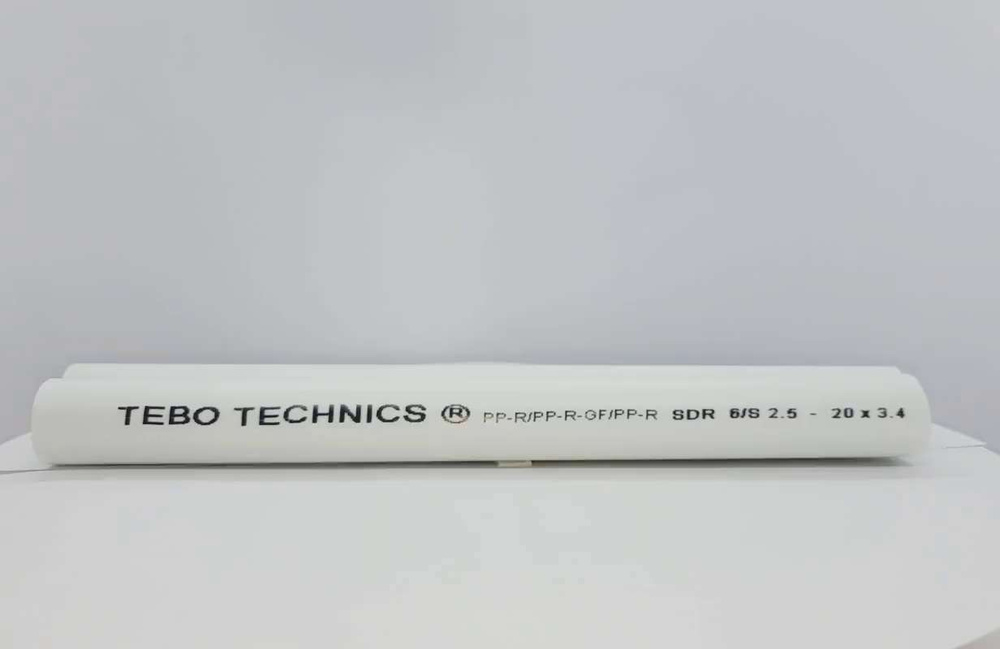 TEBO TECHNICS ® PP-R/PP-R-GF/PP-R SDR 6/S 2.5 - 20 x 3.4